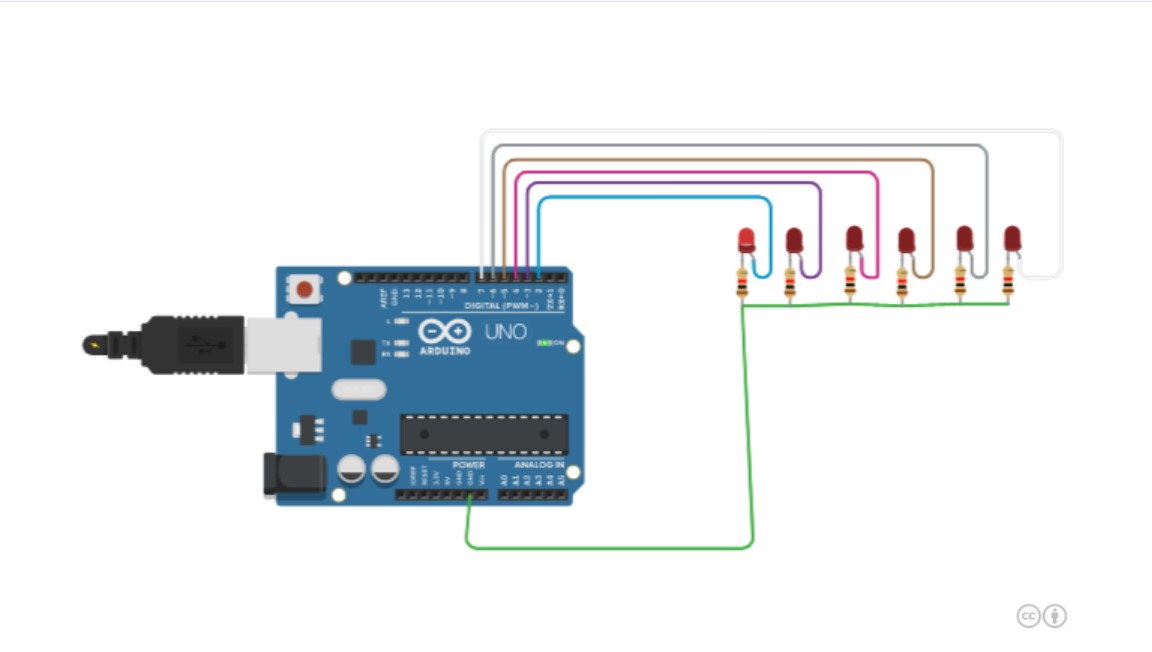 AREF
GND
13
12
~11
~10
~9
8
7
~6
~5
4
~3
2
TX→1
RX←0
DIGITAL (PWM~)
L
TX
RX
UNO
ARDUINO
ON
POWER
ANALOG IN
IOREF
RESET
3.3V
5V
GND
GND
Vin
A0
A1
A2
A3
A4
A5
cc